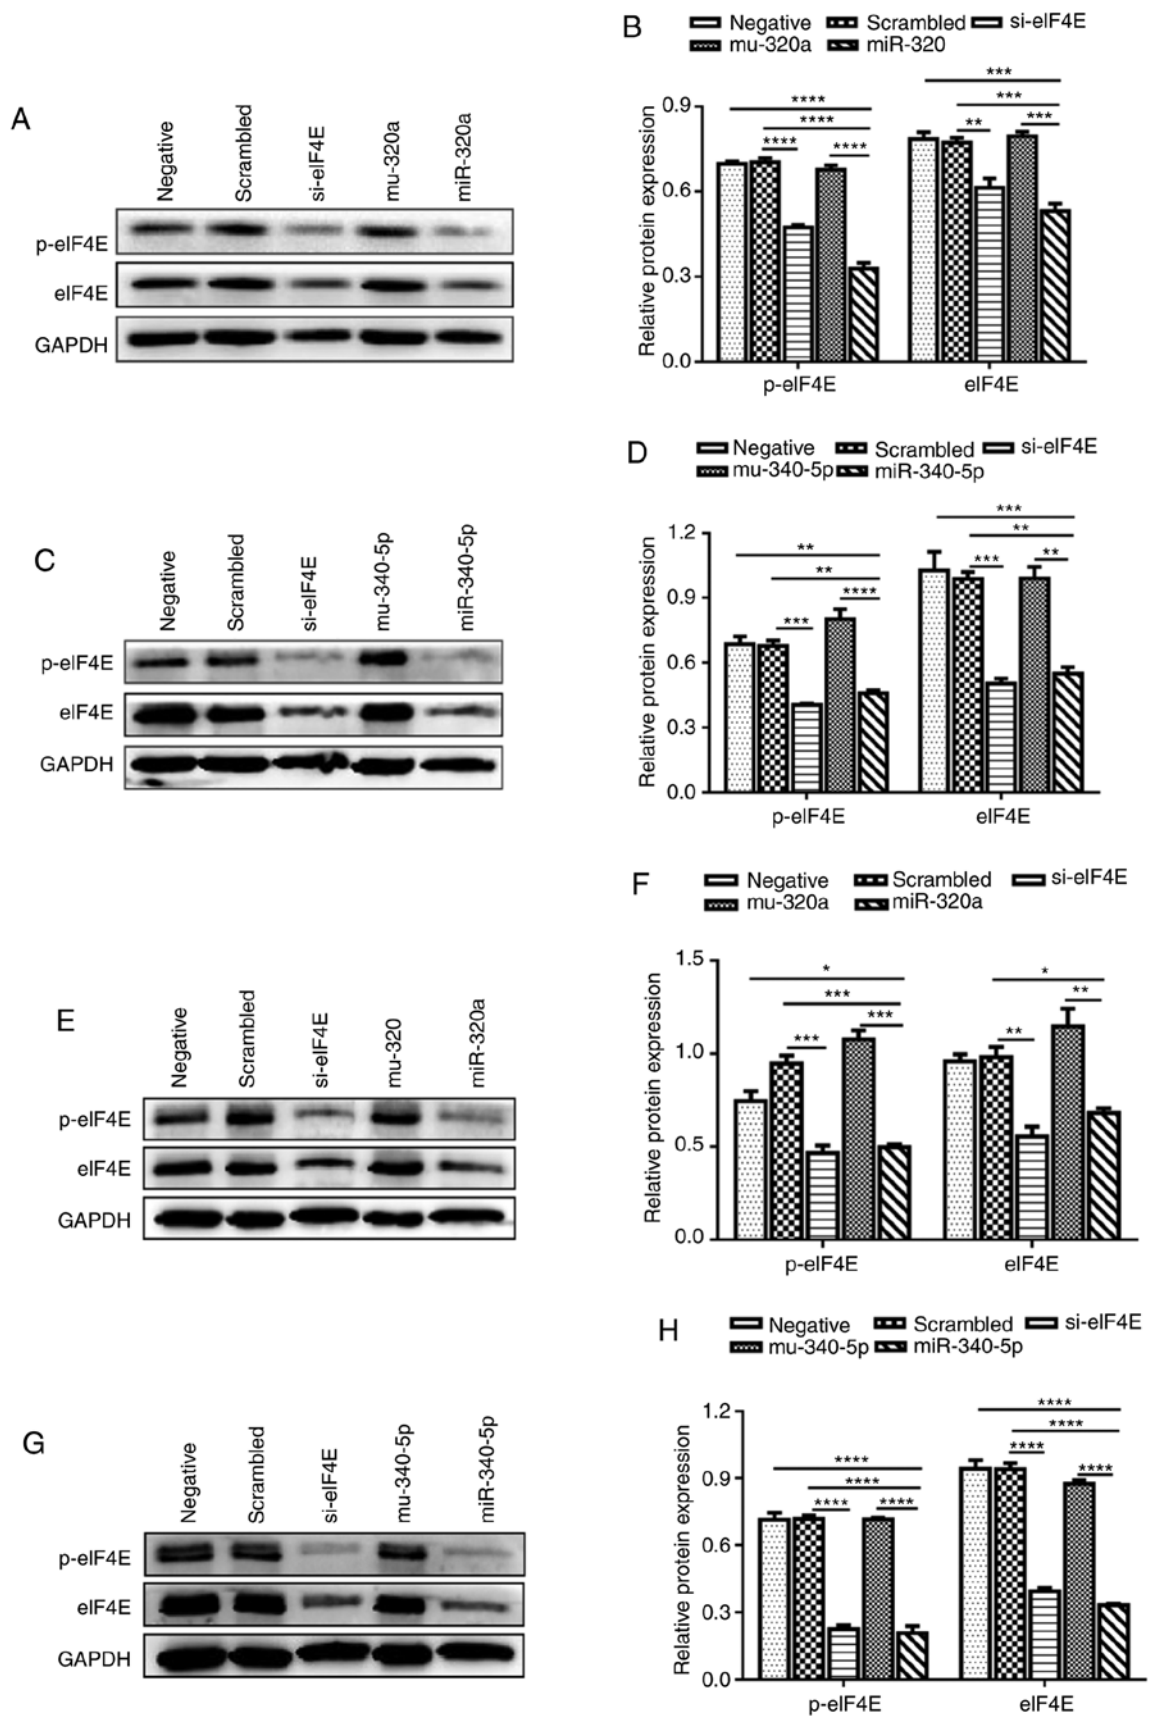 A
Negative
Scrambled
si-eIF4E
mu-320a
miR-320a
p-eIF4E
eIF4E
GAPDH
B
Negative Scrambled si-eIF4E
mu-320a miR-320
Relative protein expression
0.9
0.6
0.3
0.0
**** ****
**** ****
*** ***
** ***
p-eIF4E eIF4E
C
Negative
Scrambled
si-eIF4E
mu-340-5p
miR-340-5p
p-eIF4E
eIF4E
GAPDH
D
Negative Scrambled si-eIF4E
mu-340-5p miR-340-5p
Relative protein expression
1.2
0.9
0.6
0.3
0.0
**
**
*** ****
***
**
*** **
p-eIF4E eIF4E
E
Negative
Scrambled
si-eIF4E
mu-320
miR-320a
p-eIF4E
eIF4E
GAPDH
F
Negative Scrambled si-eIF4E
mu-320a miR-320a
Relative protein expression
1.5
1.0
0.5
0.0
*
***
*** ***
*
** **
p-eIF4E eIF4E
G
Negative
Scrambled
si-eIF4E
mu-340-5p
miR-340-5p
p-eIF4E
eIF4E
GAPDH
H
Negative Scrambled si-eIF4E
mu-340-5p miR-340-5p
Relative protein expression
1.2
0.9
0.6
0.3
0.0
****
****
**** ****
****
****
**** ****
p-eIF4E eIF4E